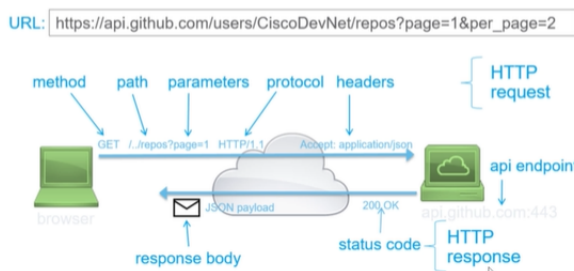 URL: https://api.github.com/users/CiscoDevNet/repos?page=1&per_page=2
method path parameters protocol headers
HTTP
request
GET /../repos?page=1 HTTP/1.1 Accept: application/json
api endpoint
browser
JSON payload
200 OK
api.github.com:443
response body
status code
HTTP
response